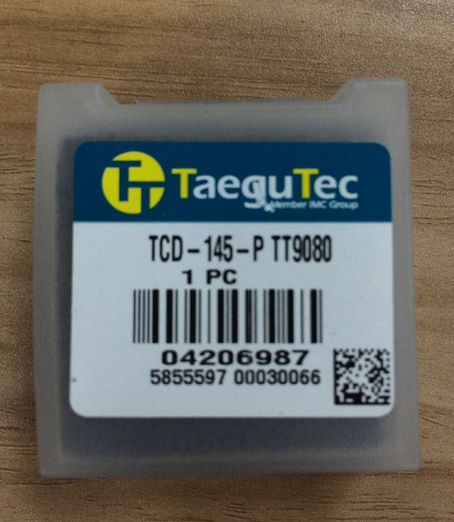 TaeguTec
Member IMC Group
TCD-145-P TT9080
1 PC
04206987
5855597 00030066